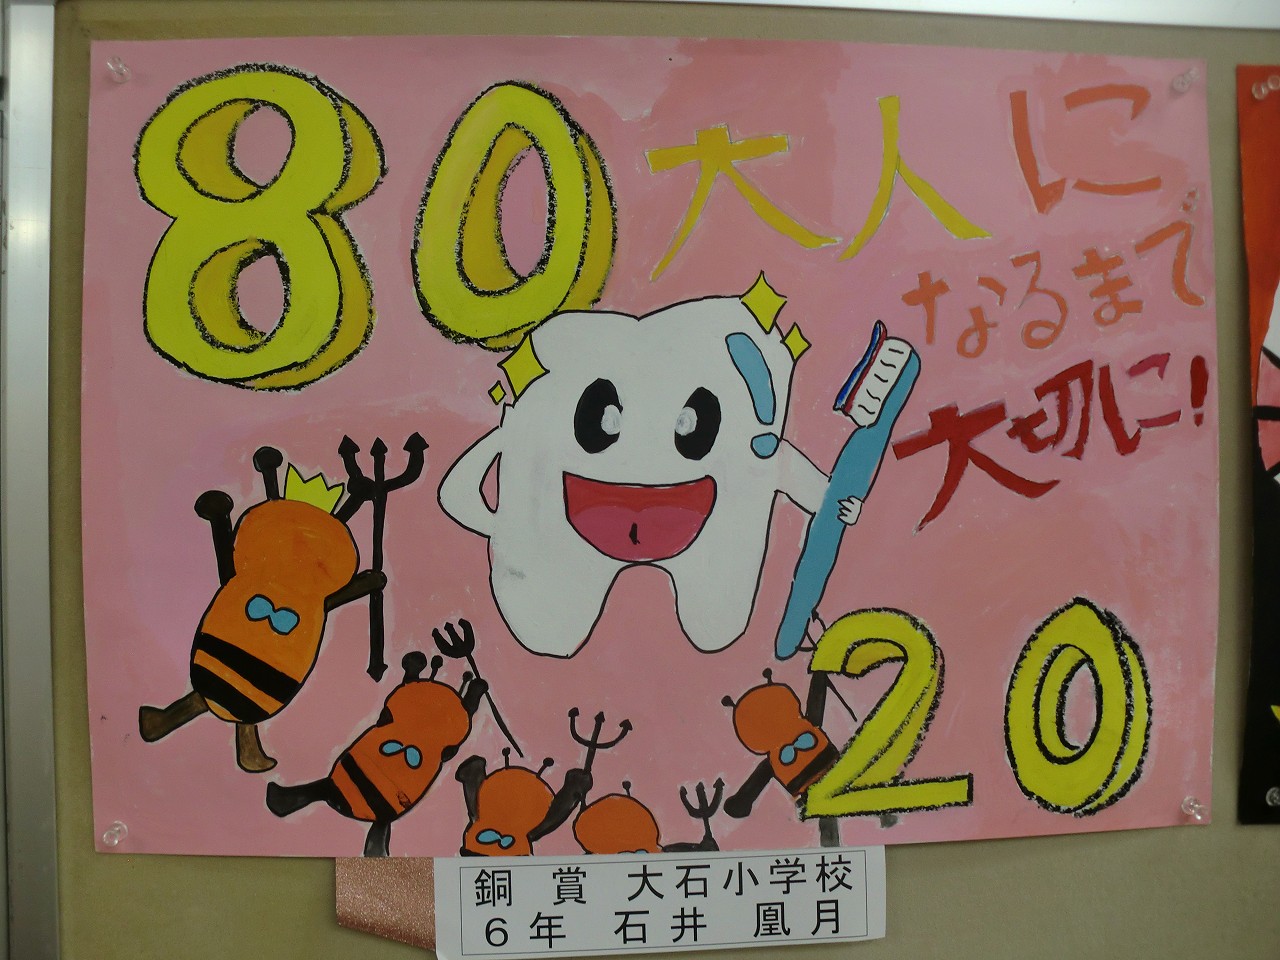 80 大人に
なるまで
大切に!
20
銅賞 大石小学校
6年 石井 凰月